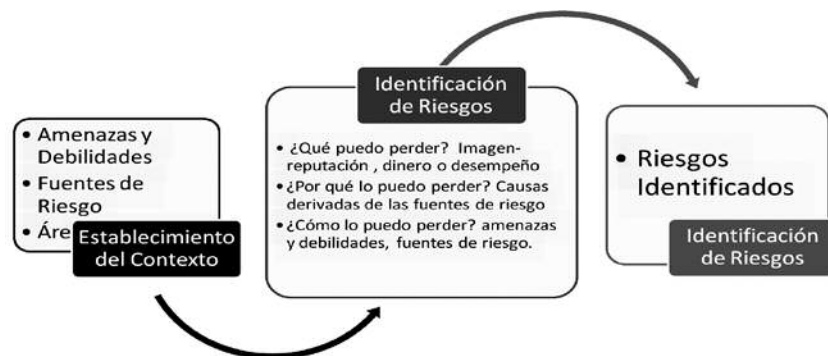 • Amenazas y
Debilidades
• Fuentes de
Riesgo
•
Establecimiento
del Contexto
Identificación
de Riesgos
• ¿Qué puedo perder? Imagen-
reputación , dinero o desempeño
• ¿Por qué lo puedo perder? Causas
derivadas de las fuentes de riesgo
• ¿Cómo lo puedo perder? amenazas
y debilidades, fuentes de riesgo.
• Riesgos
Identificados
Identificación
de Riesgos